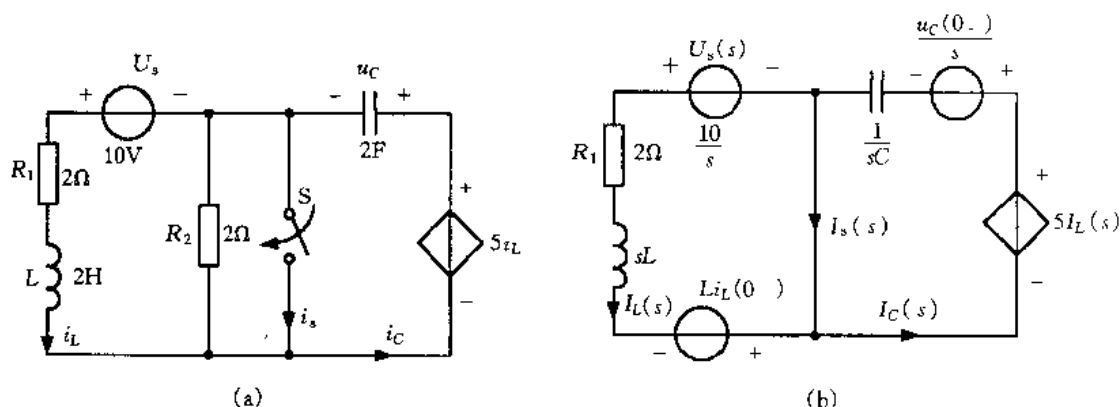 U_s
+ −
10V
R_1 2Ω
L 2H
i_L
R_2 2Ω
S
i_s
u_C
− +
2F
i_C
+
5i_L
−
(a)
U_s(s)
+ −
10/s
R_1 2Ω
sL
I_L(s)
Li_L(0 )
− +
I_s(s)
u_C(0_-)/s
− +
1/sC
I_C(s)
+
5I_L(s)
−
(b)